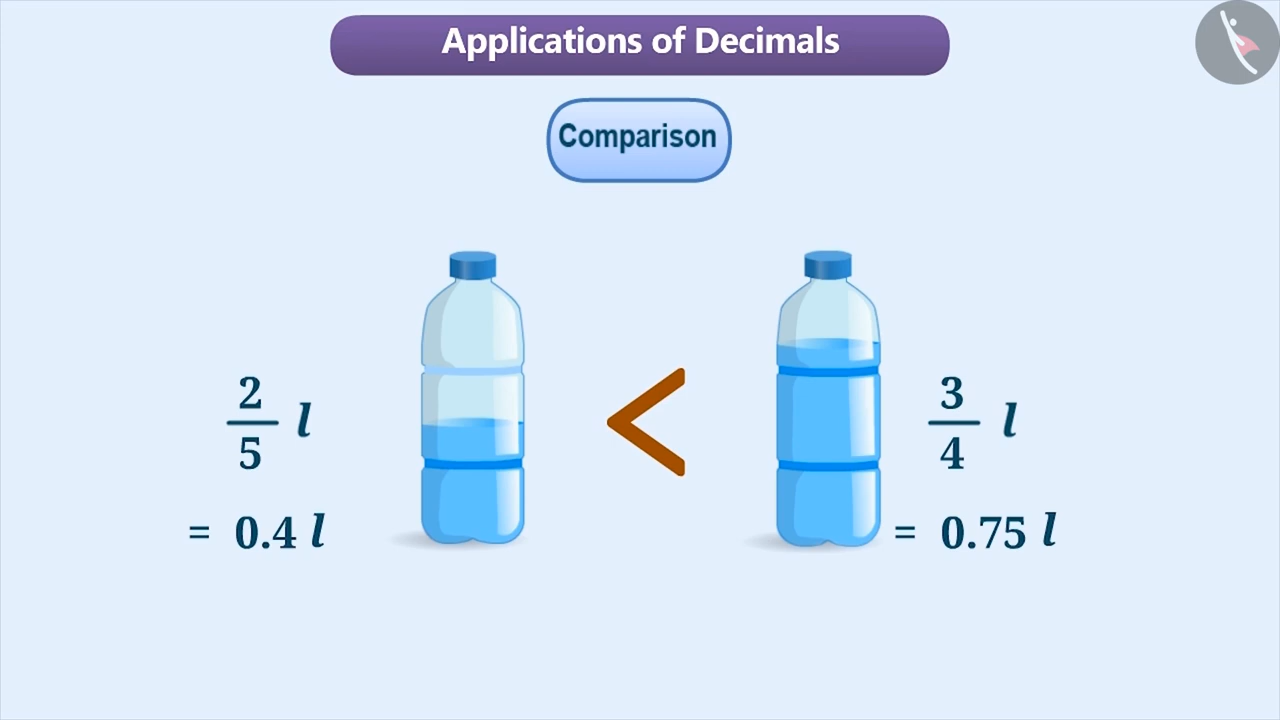 Applications of Decimals
Comparison
2/5 l
= 0.4 l
<
3/4 l
= 0.75 l